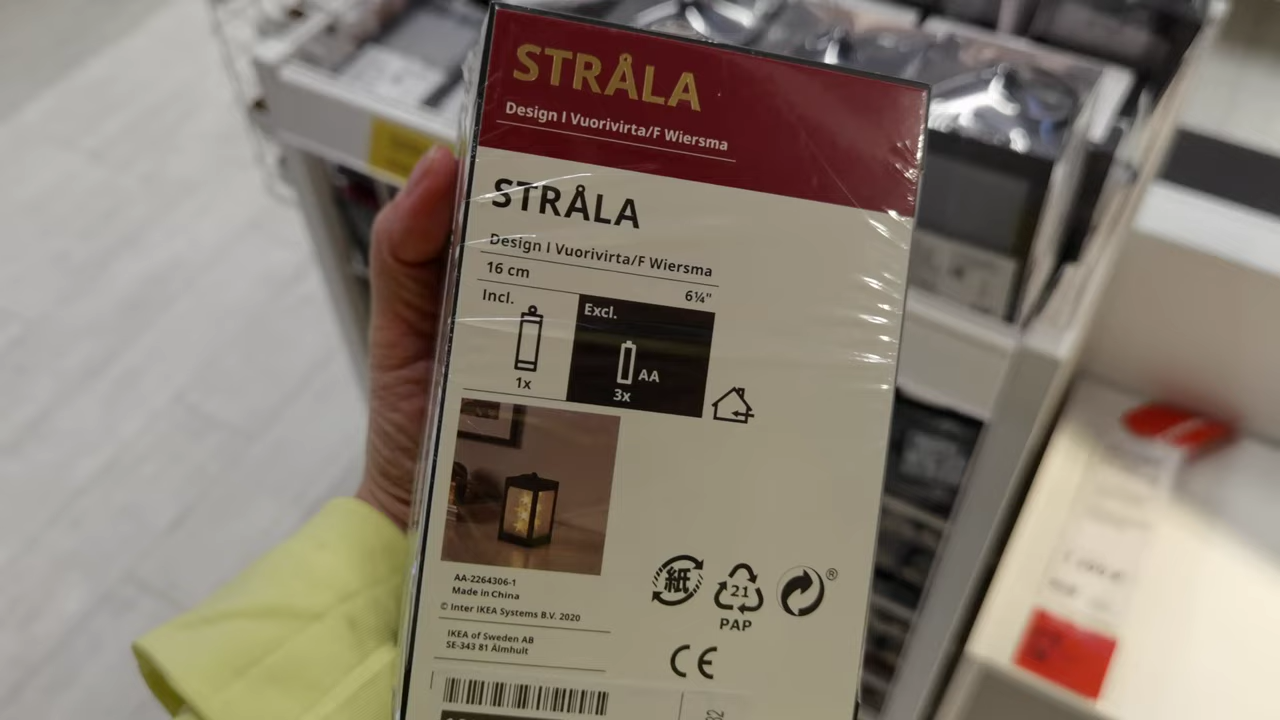 STRÅLA
Design I Vuorivirta/F Wiersma
STRÅLA
Design I Vuorivirta/F Wiersma
16 cm 6¼"
Incl.
1x
Excl.
AA
3x
紙
21
PAP
®
AA-2264306-1
Made in China
© Inter IKEA Systems B.V. 2020
IKEA of Sweden AB
SE-343 81 Älmhult
CE